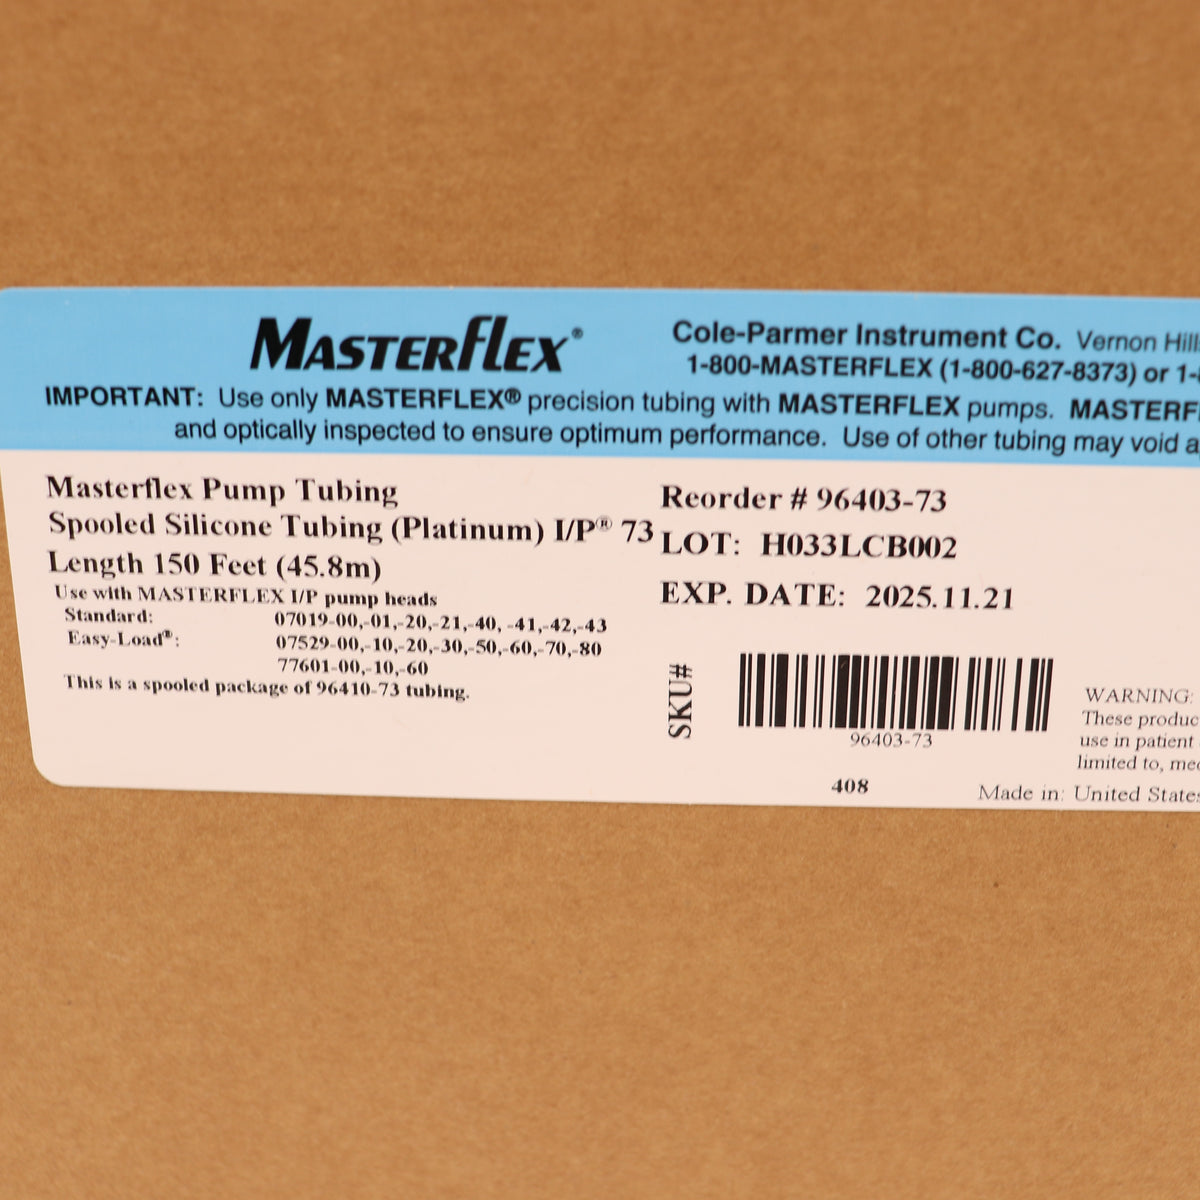 MASTERFLEX®
Cole-Parmer Instrument Co. Vernon Hills
1-800-MASTERFLEX (1-800-627-8373) or 1-
IMPORTANT: Use only MASTERFLEX® precision tubing with MASTERFLEX pumps. MASTERF
and optically inspected to ensure optimum performance. Use of other tubing may void a
Masterflex Pump Tubing
Spooled Silicone Tubing (Platinum) I/P® 73
Length 150 Feet (45.8m)
Use with MASTERFLEX I/P pump heads
Standard: 07019-00,-01,-20,-21,-40, -41,-42,-43
Easy-Load®: 07529-00,-10,-20,-30,-50,-60,-70,-80
77601-00,-10,-60
This is a spooled package of 96410-73 tubing.
Reorder # 96403-73
LOT: H033LCB002
EXP. DATE: 2025.11.21
SKU#
96403-73
408
WARNING:
These produc
use in patient
limited to, me
Made in: United States